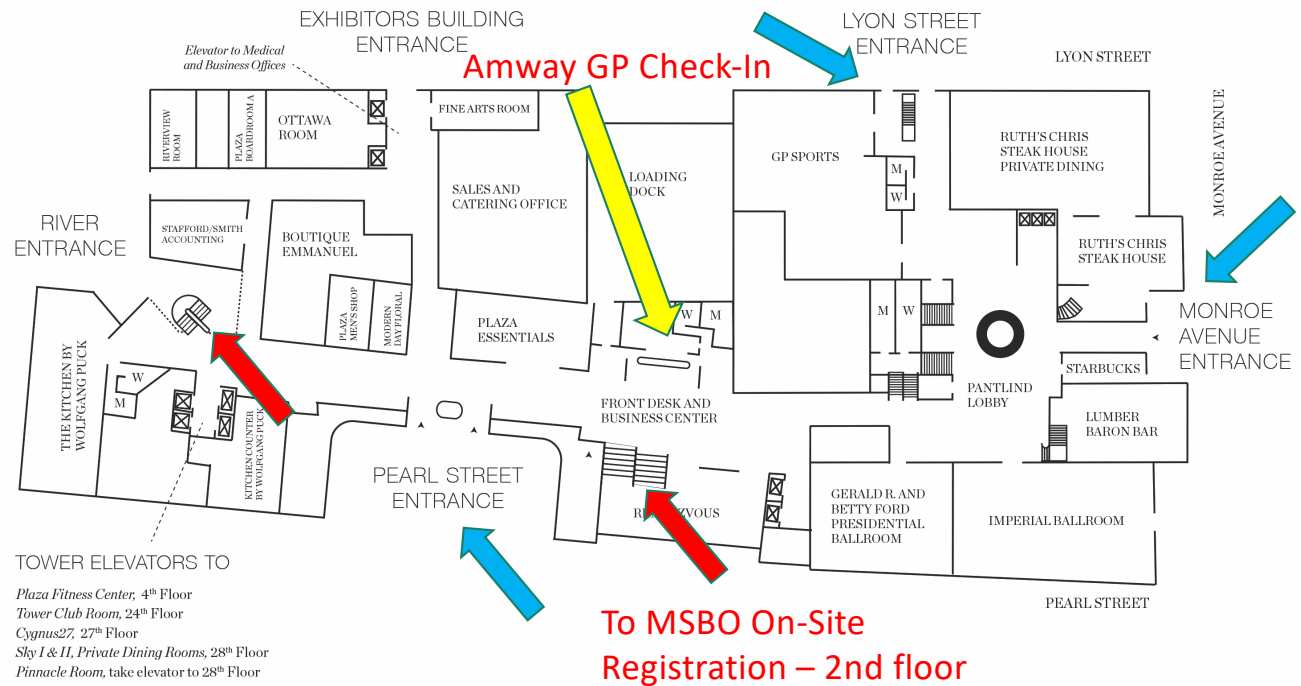 EXHIBITORS BUILDING
ENTRANCE
LYON STREET
ENTRANCE
Elevator to Medical
and Business Offices
Amway GP Check-In
LYON STREET
MONROE AVENUE
RIVERVIEW
ROOM
PLAZA
BOARDROOM A
OTTAWA
ROOM
FINE ARTS ROOM
LOADING
DOCK
GP SPORTS
M
W
RUTH'S CHRIS
STEAK HOUSE
PRIVATE DINING
SALES AND
CATERING OFFICE
RIVER
ENTRANCE
STAFFORD/SMITH
ACCOUNTING
BOUTIQUE
EMMANUEL
RUTH'S CHRIS
STEAK HOUSE
PLAZA
MEN'S SHOP
MODERN
DAY FLORAL
PLAZA
ESSENTIALS
W
M
M
W
MONROE
AVENUE
ENTRANCE
THE KITCHEN BY
WOLFGANG PUCK
W
M
KITCHEN COUNTER
BY WOLFGANG PUCK
FRONT DESK AND
BUSINESS CENTER
PANTLIND
LOBBY
STARBUCKS
LUMBER
BARON BAR
PEARL STREET
ENTRANCE
GERALD R. AND
BETTY FORD
PRESIDENTIAL
BALLROOM
IMPERIAL BALLROOM
TOWER ELEVATORS TO
Plaza Fitness Center, 4th Floor
Tower Club Room, 24th Floor
Cygnus27, 27th Floor
Sky I & II, Private Dining Rooms, 28th Floor
Pinnacle Room, take elevator to 28th Floor
PEARL STREET
To MSBO On-Site
Registration – 2nd floor